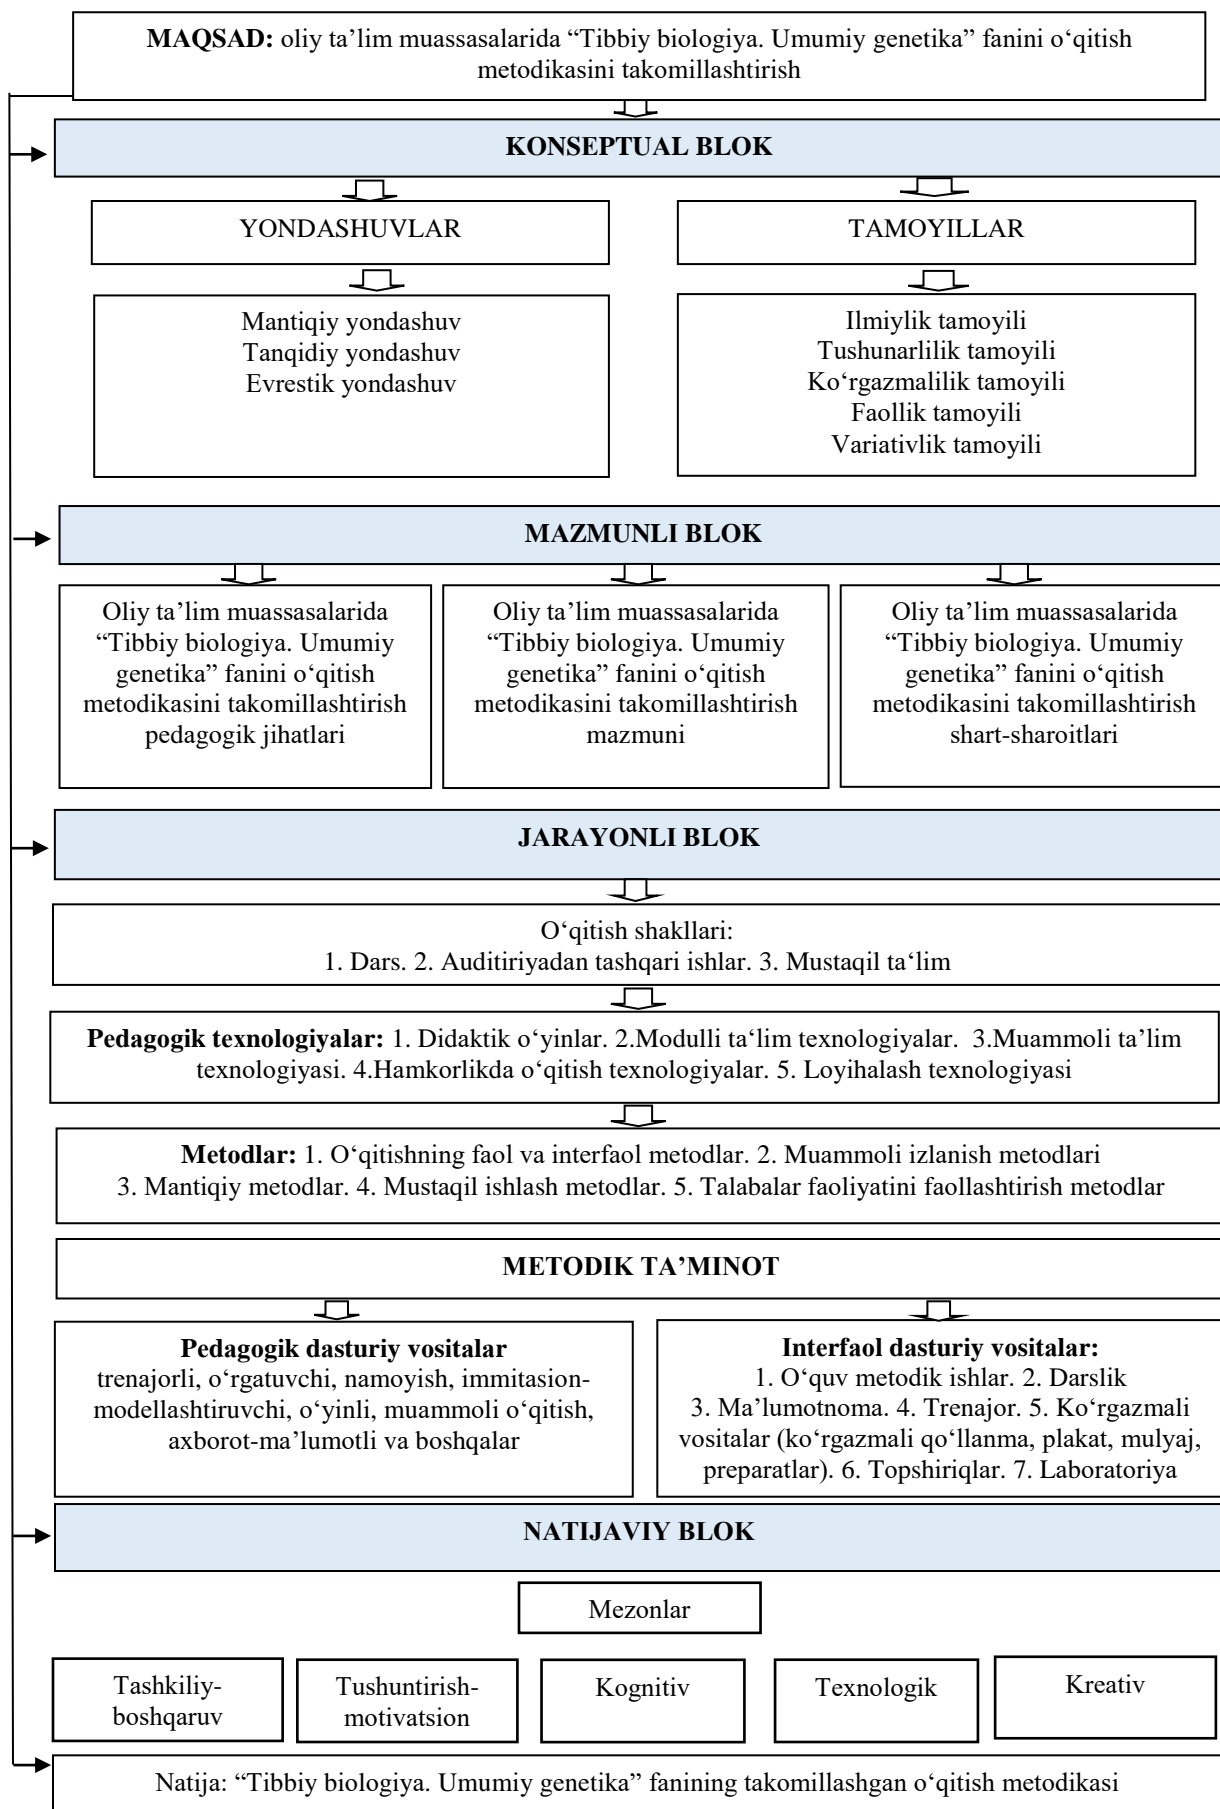 MAQSAD: oliy ta’lim muassasalarida “Tibbiy biologiya. Umumiy genetika” fanini o‘qitish
metodikasini takomillashtirish
KONSEPTUAL BLOK
YONDASHUVLAR
TAMOYILLAR
Mantiqiy yondashuv
Tanqidiy yondashuv
Evrestik yondashuv
Ilmiylik tamoyili
Tushunarlilik tamoyili
Ko‘rgazmalilik tamoyili
Faollik tamoyili
Variativlik tamoyili
MAZMUNLI BLOK
Oliy ta’lim muassasalarida
“Tibbiy biologiya. Umumiy
genetika” fanini o‘qitish
metodikasini takomillashtirish
pedagogik jihatlari
Oliy ta’lim muassasalarida
“Tibbiy biologiya. Umumiy
genetika” fanini o‘qitish
metodikasini takomillashtirish
mazmuni
Oliy ta’lim muassasalarida
“Tibbiy biologiya. Umumiy
genetika” fanini o‘qitish
metodikasini takomillashtirish
shart-sharoitlari
JARAYONLI BLOK
O‘qitish shakllari:
1. Dars. 2. Auditiriyadan tashqari ishlar. 3. Mustaqil ta‘lim
Pedagogik texnologiyalar: 1. Didaktik o‘yinlar. 2.Modulli ta‘lim texnologiyalar. 3.Muammoli ta’lim
texnologiyasi. 4.Hamkorlikda o‘qitish texnologiyalar. 5. Loyihalash texnologiyasi
Metodlar: 1. O‘qitishning faol va interfaol metodlar. 2. Muammoli izlanish metodlari
3. Mantiqiy metodlar. 4. Mustaqil ishlash metodlar. 5. Talabalar faoliyatini faollashtirish metodlar
METODIK TA’MINOT
Pedagogik dasturiy vositalar
trenajorli, o‘rgatuvchi, namoyish, immitasion-
modellashtiruvchi, o‘yinli, muammoli o‘qitish,
axborot-ma’lumotli va boshqalar
Interfaol dasturiy vositalar:
1. O‘quv metodik ishlar. 2. Darslik
3. Ma’lumotnoma. 4. Trenajor. 5. Ko‘rgazmali
vositalar (ko‘rgazmali qo‘llanma, plakat, mulyaj,
preparatlar). 6. Topshiriqlar. 7. Laboratoriya
NATIJAVIY BLOK
Mezonlar
Tashkiliy-
boshqaruv
Tushuntirish-
motivatsion
Kognitiv
Texnologik
Kreativ
Natija: “Tibbiy biologiya. Umumiy genetika” fanining takomillashgan o‘qitish metodikasi